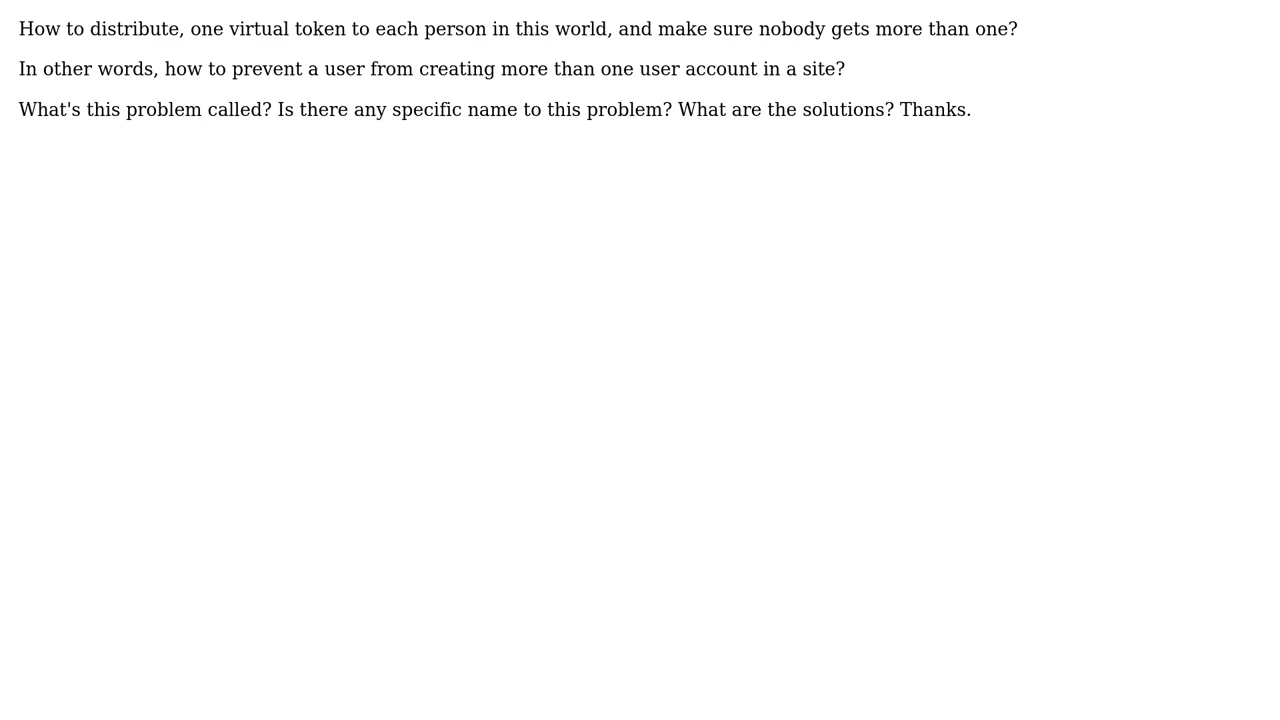 How to distribute, one virtual token to each person in this world, and make sure nobody gets more than one?
In other words, how to prevent a user from creating more than one user account in a site?
What's this problem called? Is there any specific name to this problem? What are the solutions? Thanks.